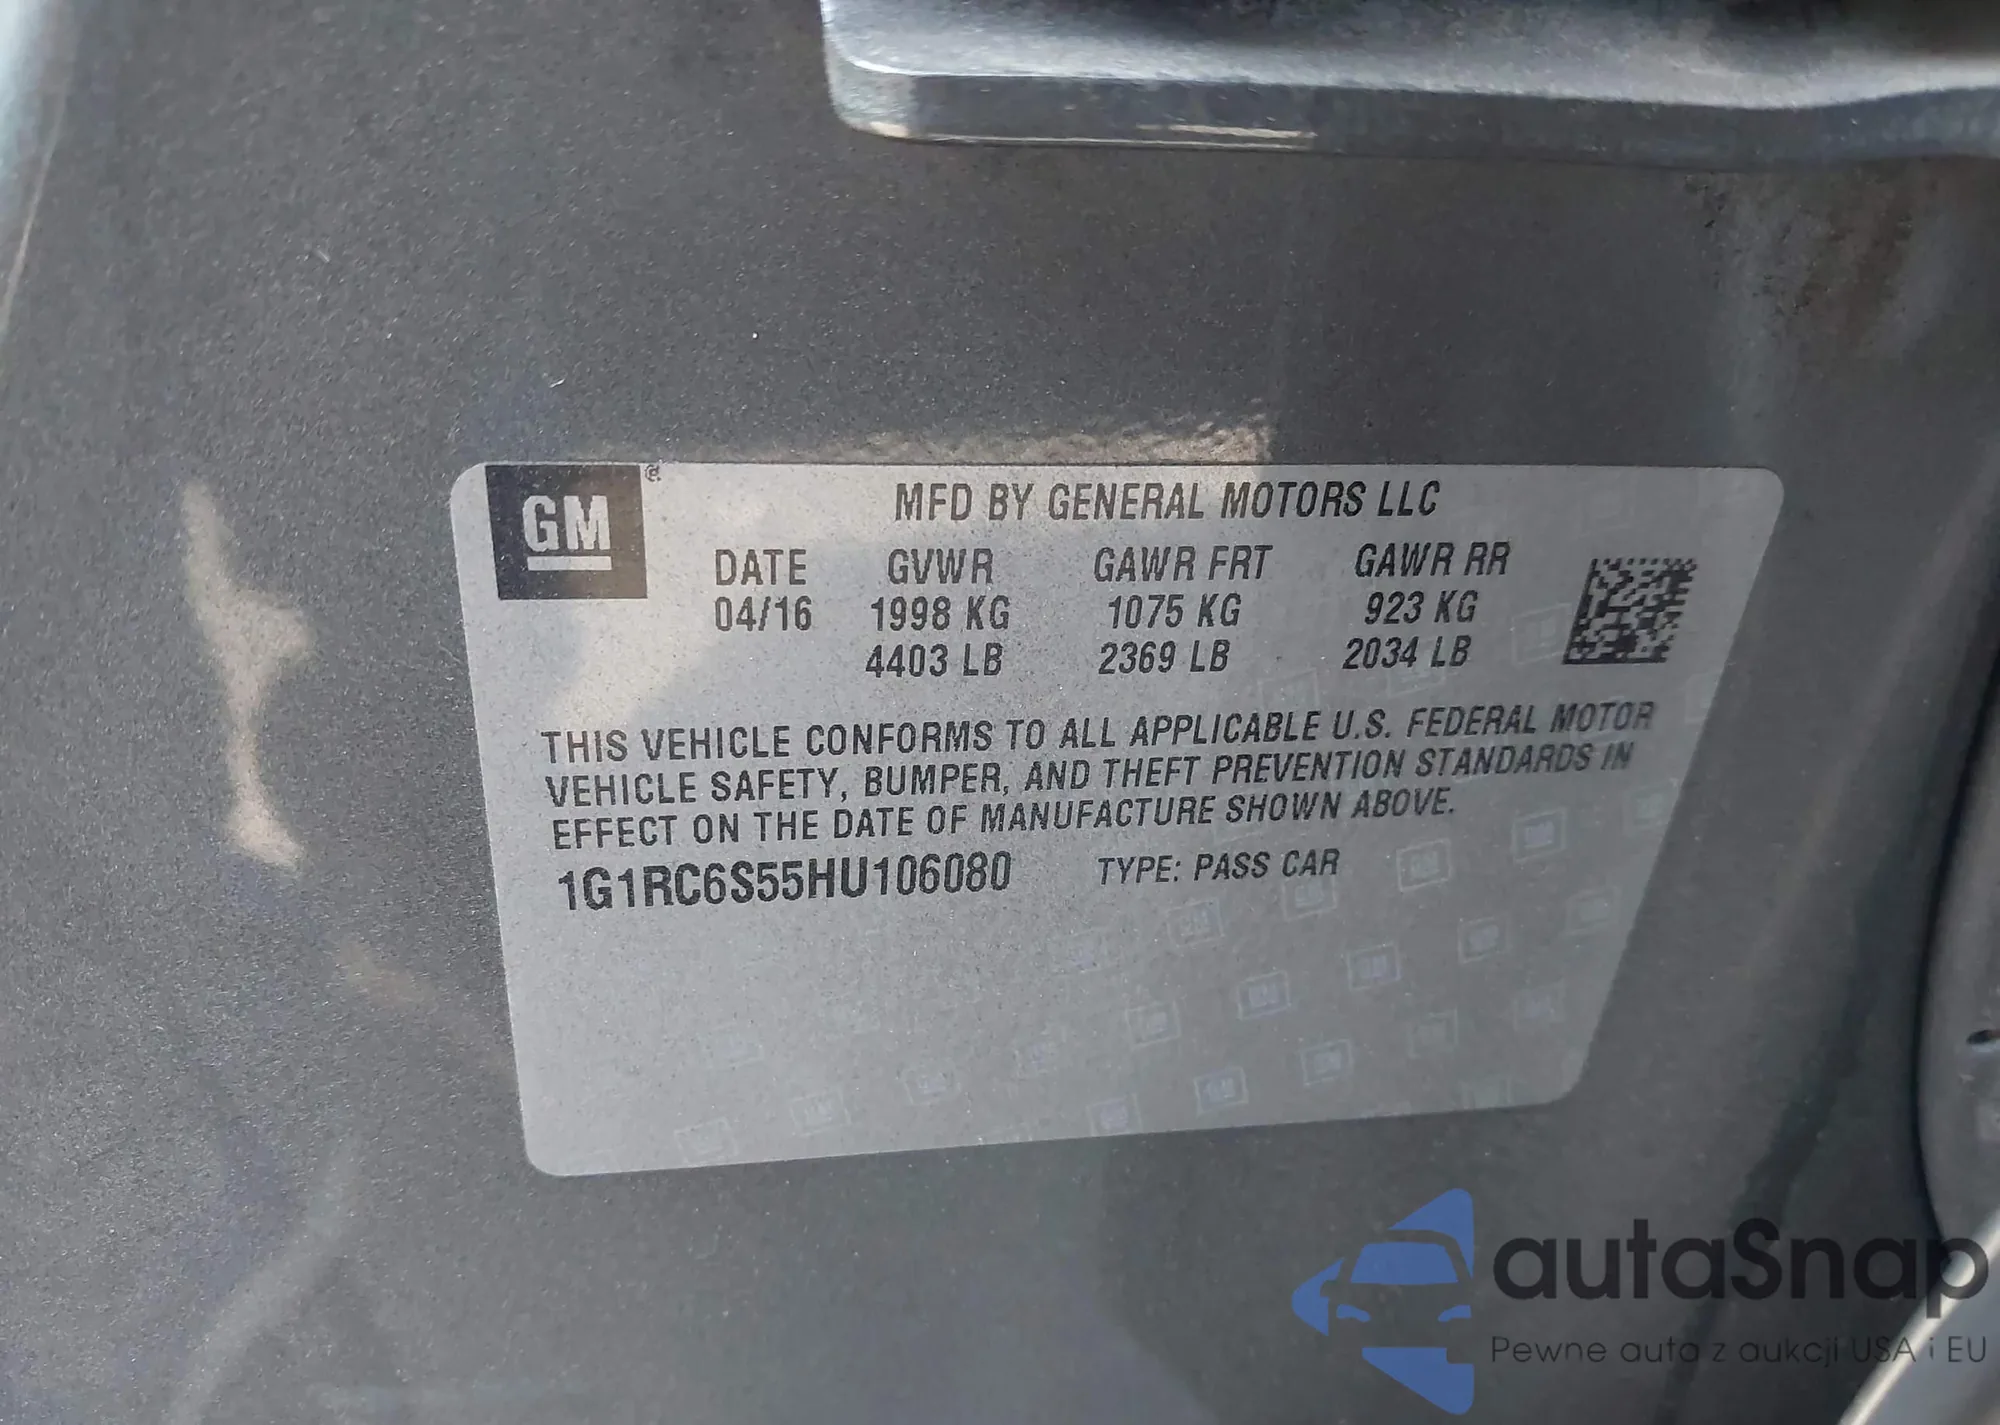 GM
MFD BY GENERAL MOTORS LLC
DATE GVWR GAWR FRT GAWR RR
04/16 1998 KG 1075 KG 923 KG
4403 LB 2369 LB 2034 LB
THIS VEHICLE CONFORMS TO ALL APPLICABLE U.S. FEDERAL MOTOR
VEHICLE SAFETY, BUMPER, AND THEFT PREVENTION STANDARDS IN
EFFECT ON THE DATE OF MANUFACTURE SHOWN ABOVE.
1G1RC6S55HU106080 TYPE: PASS CAR
autaSnap
Pewne auta z aukcji USA i EU